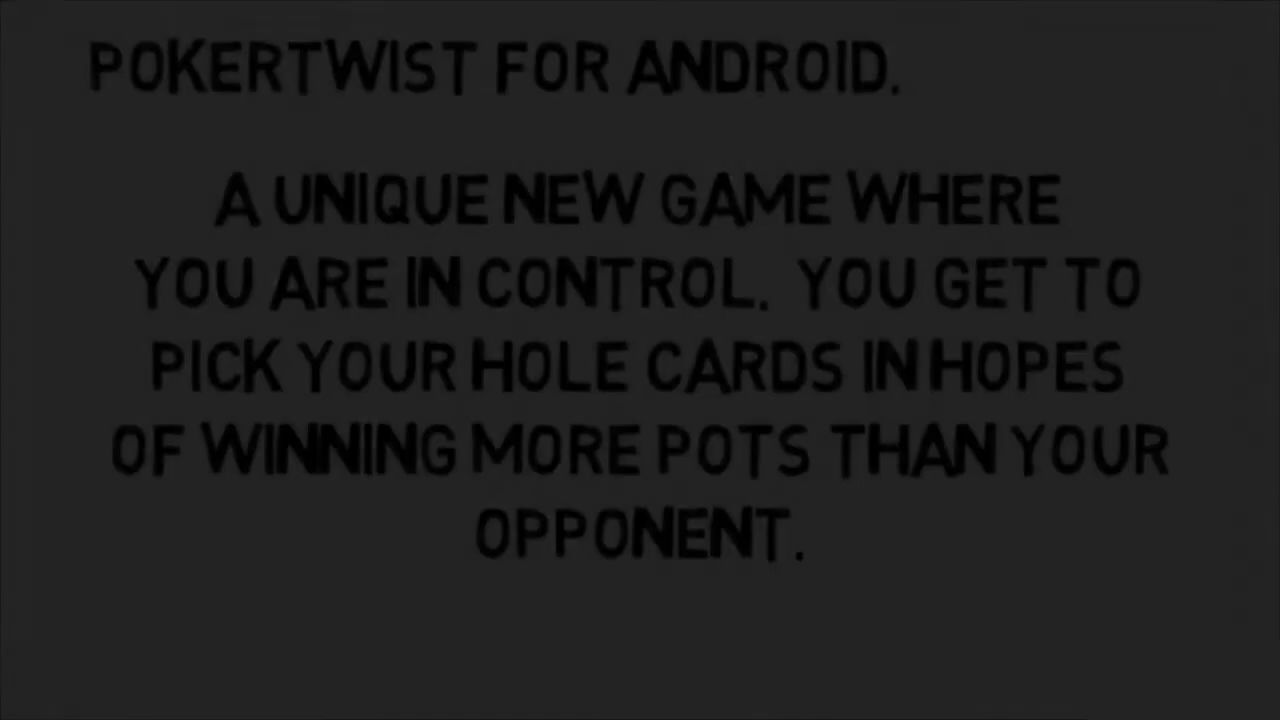 POKERTWIST FOR ANDROID.
A UNIQUE NEW GAME WHERE
YOU ARE IN CONTROL. YOU GET TO
PICK YOUR HOLE CARDS IN HOPES
OF WINNING MORE POTS THAN YOUR
OPPONENT.